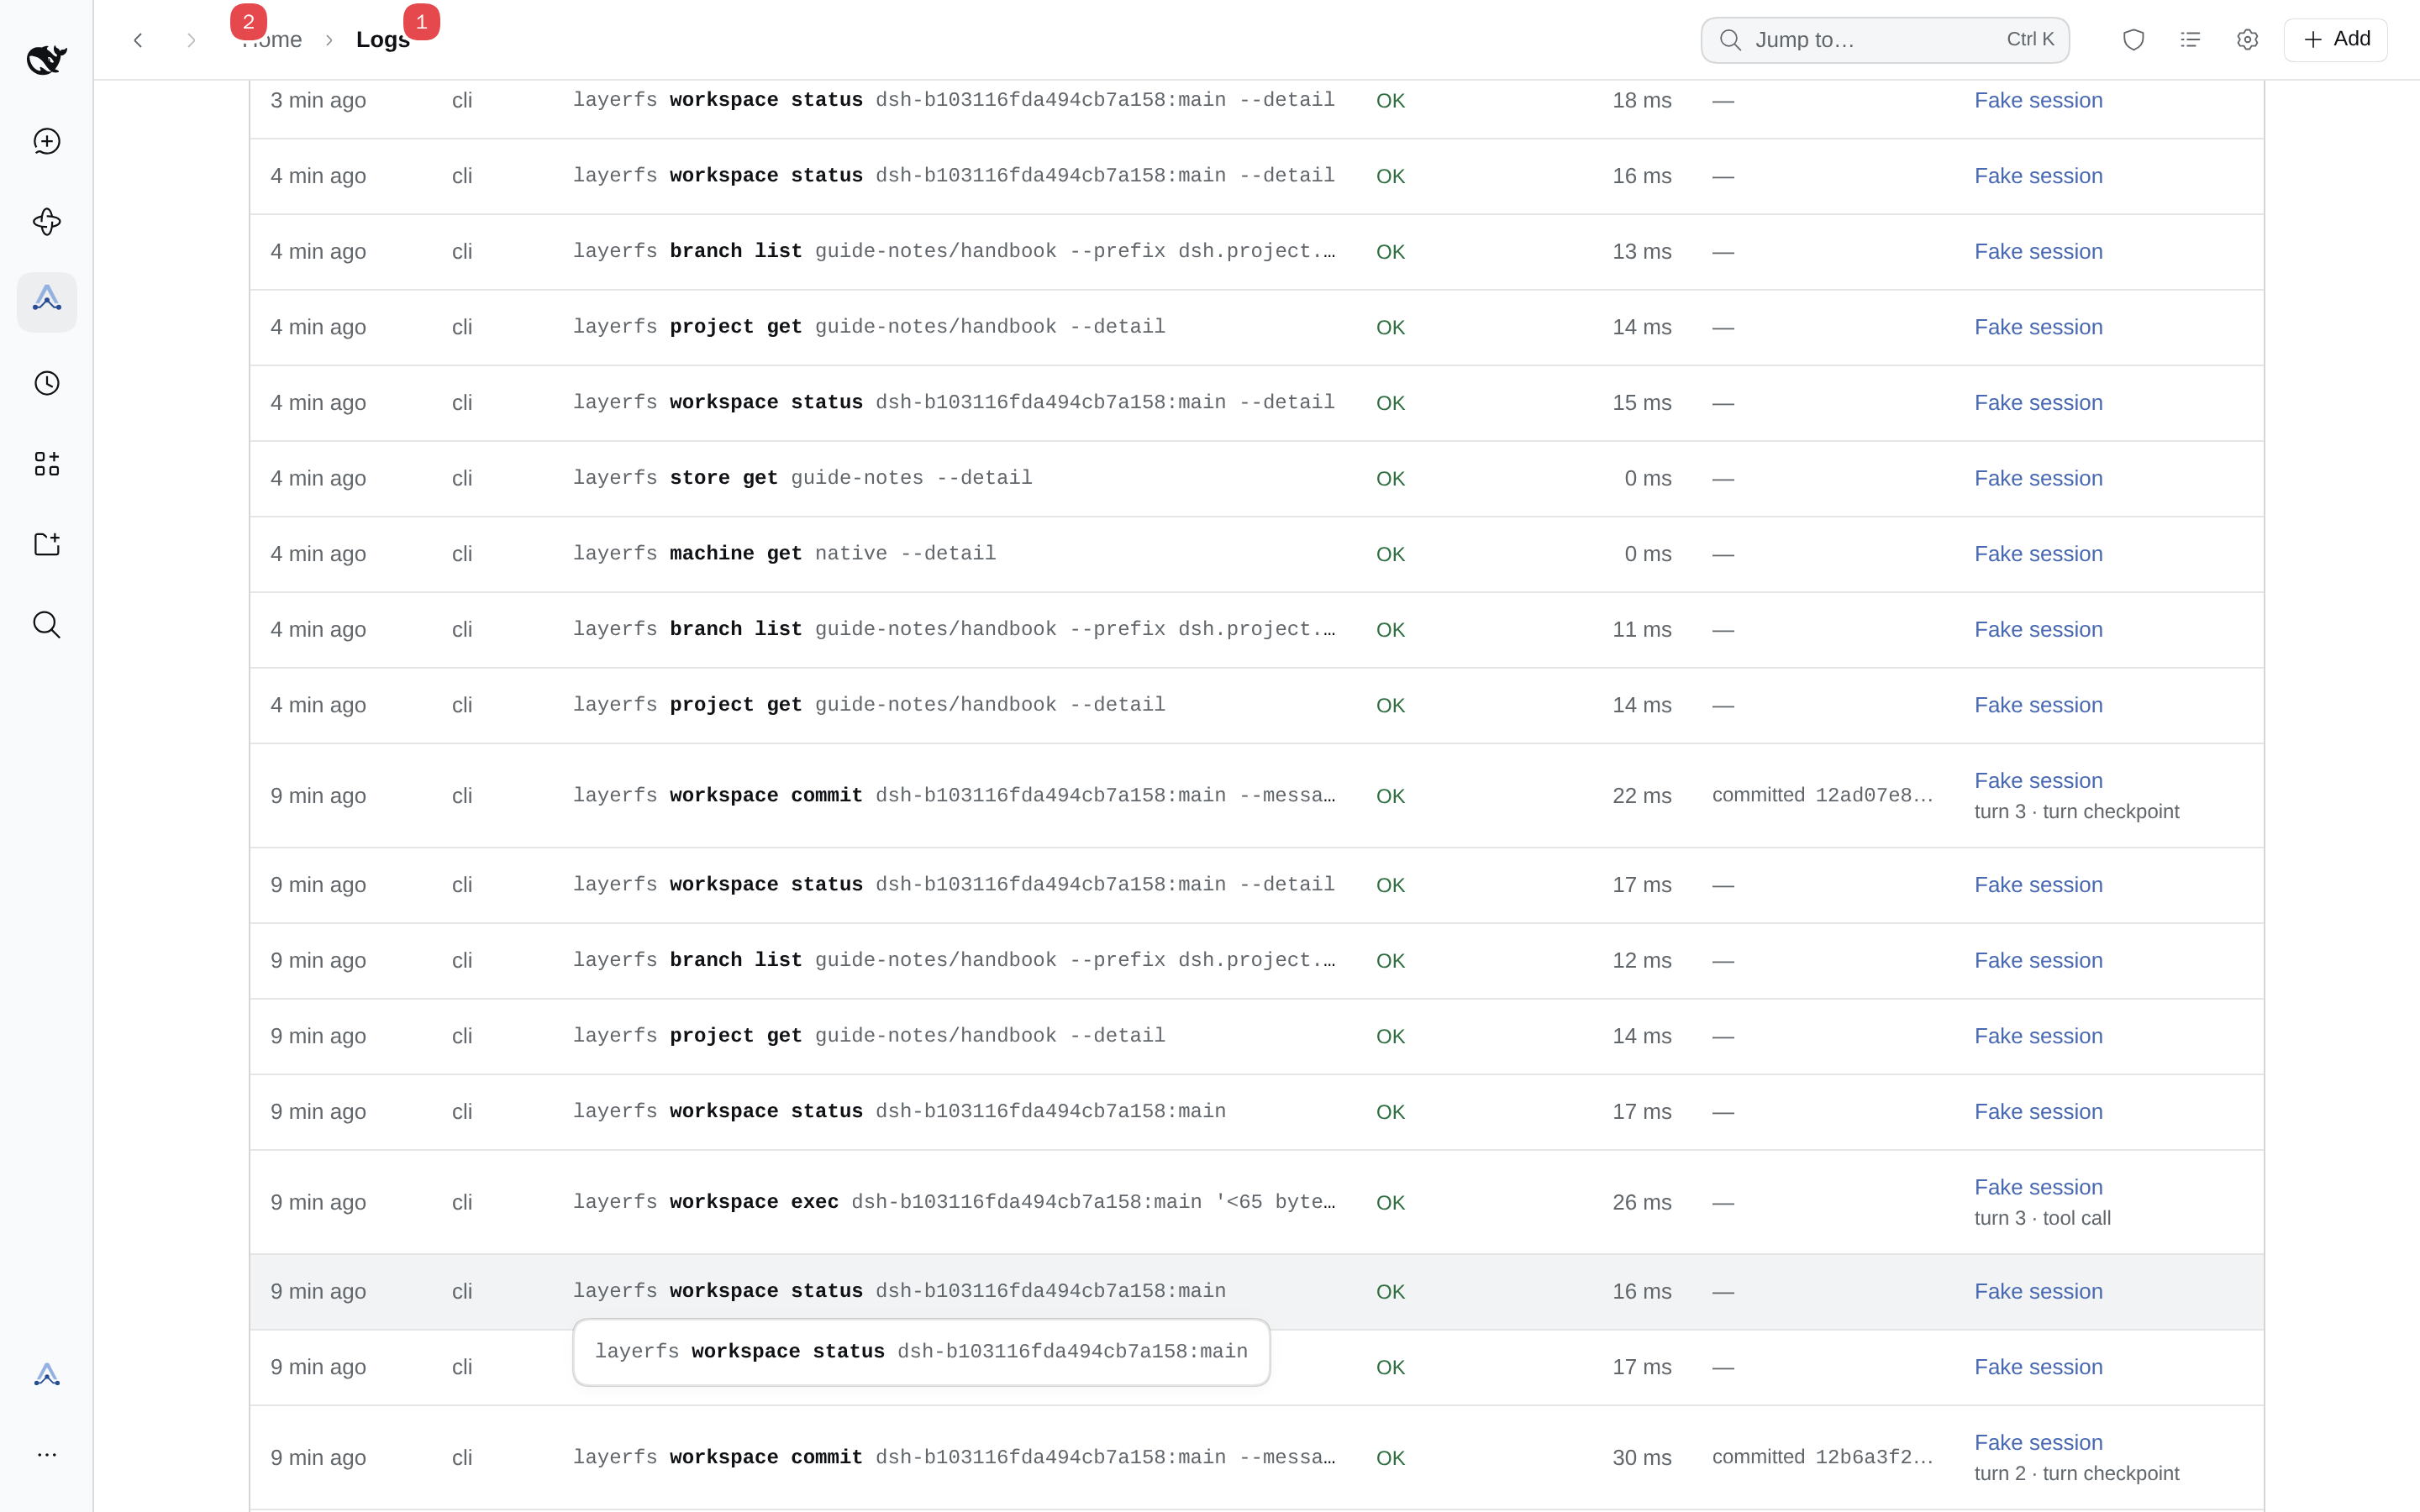 2
1
Home > Logs
Jump to…
Ctrl K
Add
3 min ago cli layerfs workspace status dsh-b103116fda494cb7a158:main --detail OK 18 ms — Fake session
4 min ago cli layerfs workspace status dsh-b103116fda494cb7a158:main --detail OK 16 ms — Fake session
4 min ago cli layerfs branch list guide-notes/handbook --prefix dsh.project.… OK 13 ms — Fake session
4 min ago cli layerfs project get guide-notes/handbook --detail OK 14 ms — Fake session
4 min ago cli layerfs workspace status dsh-b103116fda494cb7a158:main --detail OK 15 ms — Fake session
4 min ago cli layerfs store get guide-notes --detail OK 0 ms — Fake session
4 min ago cli layerfs machine get native --detail OK 0 ms — Fake session
4 min ago cli layerfs branch list guide-notes/handbook --prefix dsh.project.… OK 11 ms — Fake session
4 min ago cli layerfs project get guide-notes/handbook --detail OK 14 ms — Fake session
9 min ago cli layerfs workspace commit dsh-b103116fda494cb7a158:main --messa… OK 22 ms committed 12ad07e8… Fake session
turn 3 · turn checkpoint
9 min ago cli layerfs workspace status dsh-b103116fda494cb7a158:main --detail OK 17 ms — Fake session
9 min ago cli layerfs branch list guide-notes/handbook --prefix dsh.project.… OK 12 ms — Fake session
9 min ago cli layerfs project get guide-notes/handbook --detail OK 14 ms — Fake session
9 min ago cli layerfs workspace status dsh-b103116fda494cb7a158:main OK 17 ms — Fake session
9 min ago cli layerfs workspace exec dsh-b103116fda494cb7a158:main '<65 byte… OK 26 ms — Fake session
turn 3 · tool call
9 min ago cli layerfs workspace status dsh-b103116fda494cb7a158:main OK 16 ms — Fake session
layerfs workspace status dsh-b103116fda494cb7a158:main
9 min ago cli OK 17 ms — Fake session
9 min ago cli layerfs workspace commit dsh-b103116fda494cb7a158:main --messa… OK 30 ms committed 12b6a3f2… Fake session
turn 2 · turn checkpoint